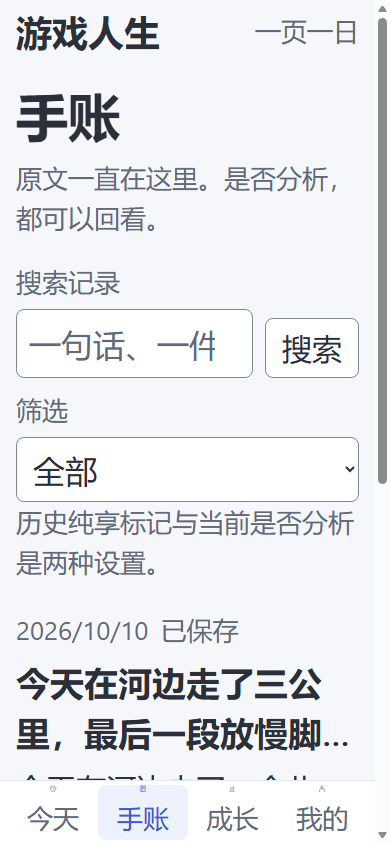 游戏人生 一页一日
手账
原文一直在这里。是否分析，
都可以回看。
搜索记录
一句话、一件
搜索
筛选
全部
历史纯享标记与当前是否分析
是两种设置。
2026/10/10 已保存
今天在河边走了三公
里，最后一段放慢脚…
今天 手账 成长 我的